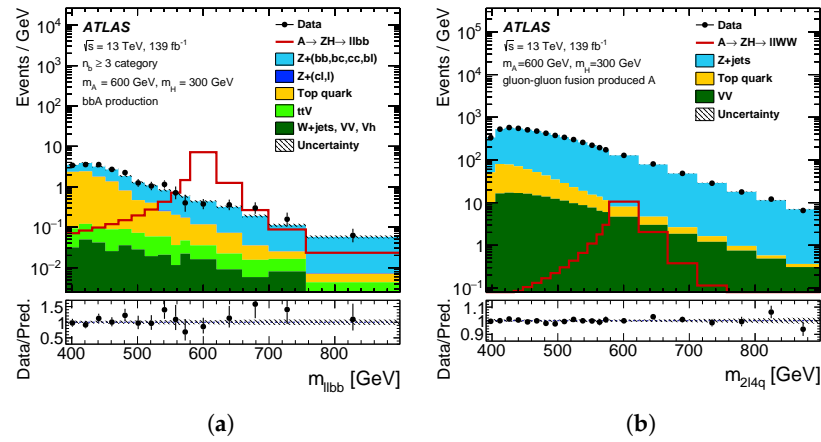 ATLAS
√s = 13 TeV, 139 fb⁻¹
n_b ≥ 3 category
m_A = 600 GeV, m_H = 300 GeV
bbA production
Data
A→ ZH→ llbb
Z+(bb,bc,cc,bl)
Z+(cl,l)
Top quark
ttV
W+jets, VV, Vh
Uncertainty
Events / GeV
10⁴
10³
10²
10
1
10⁻¹
10⁻²
Data/Pred.
1.5
1
0.5
400 500 600 700 800
m_llbb [GeV]
(a)
ATLAS
√s = 13 TeV, 139 fb⁻¹
m_A=600 GeV, m_H=300 GeV
gluon-gluon fusion produced A
Data
A→ ZH→ llWW
Z+jets
Top quark
VV
Uncertainty
Events / GeV
10⁵
10⁴
10³
10²
10
1
10⁻¹
Data/Pred.
1.1
1
0.9
400 500 600 700 800
m_2l4q [GeV]
(b)